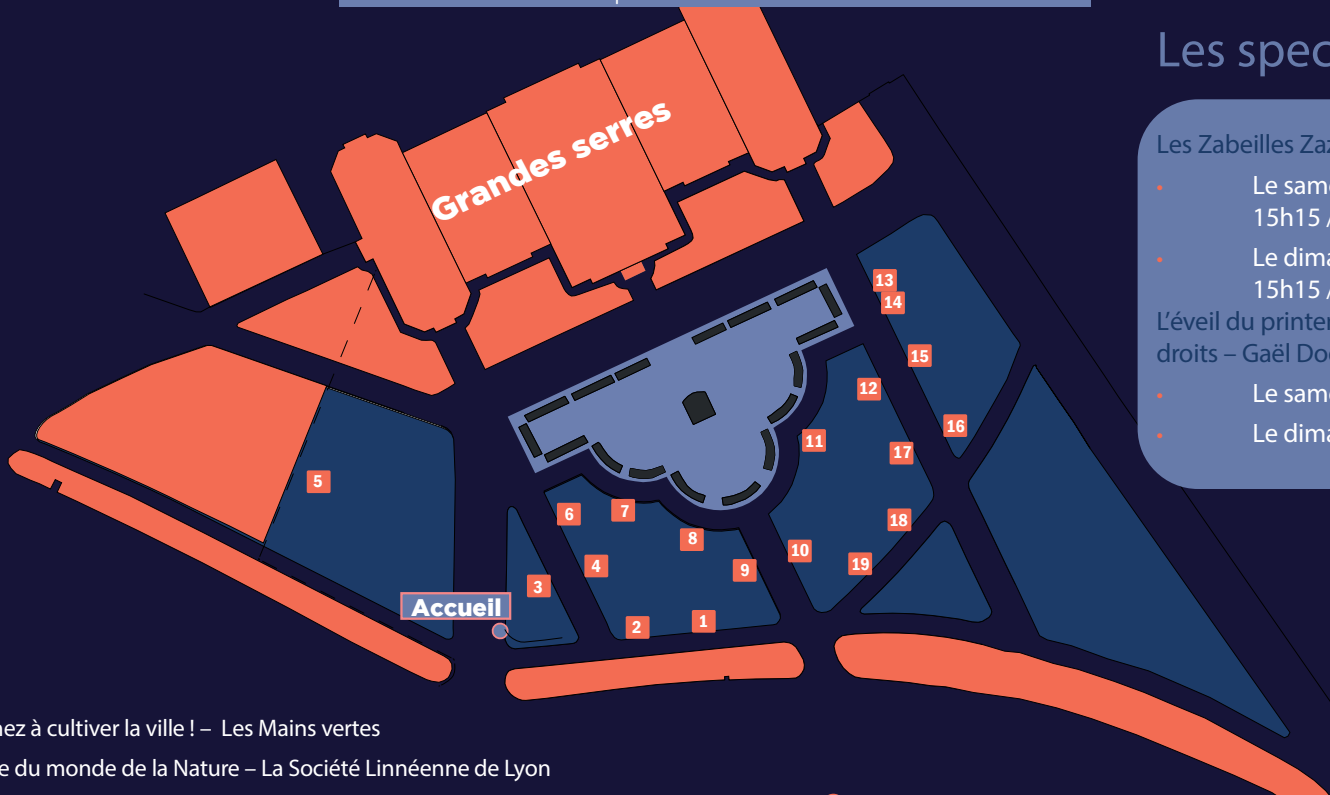 Les spec
Les Zabeilles Zaz
• Le same
15h15 /
• Le dima
15h15 /
L’éveil du printem
droits – Gaël Doc
• Le same
• Le dima
Grandes serres
13
14
15
12
16
11
17
5
6
7
18
8
10
4
9
19
3
Accueil
1
2
nez à cultiver la ville ! – Les Mains vertes
e du monde de la Nature – La Société Linnéenne de Lyon